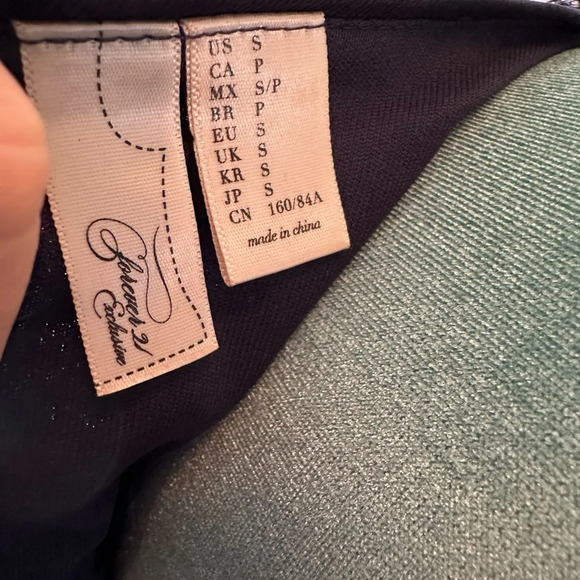 forever 21
Exclusive
US S
CA P
MX S/P
BR P
EU S
UK S
KR S
JP S
CN 160/84A
made in china